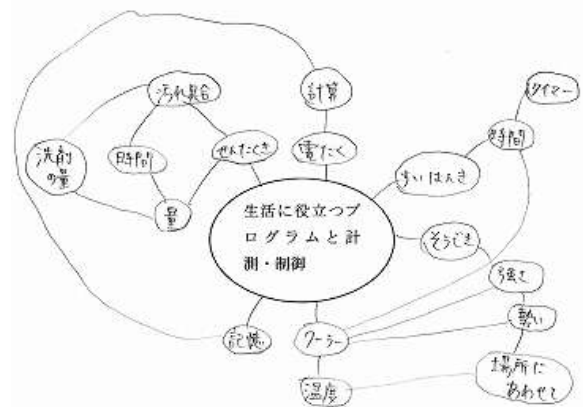 タイマー
計算
汚れ具合
時間
電たく
せんたくき
洗剤
の量
時間
すいはんき
量
生活に役立つプ
ログラムと計
測・制御
そうじき
強さ
勢い
記憶
クーラー
場所に
あわせて
温度